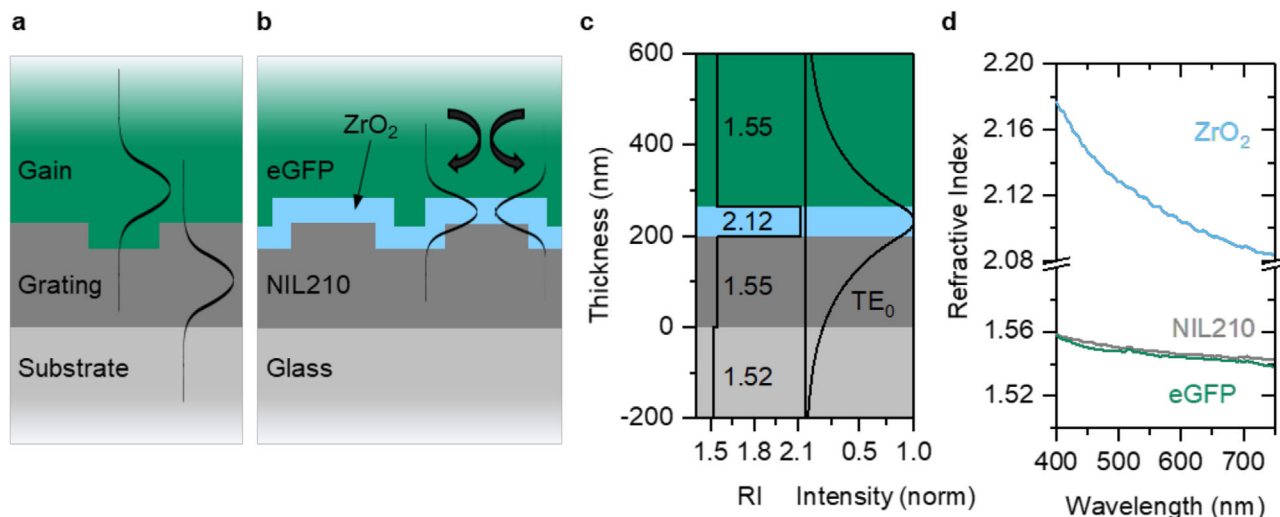 a
b
c
d
Gain
Grating
Substrate
ZrO2
eGFP
NIL210
Glass
Thickness (nm)
600
400
200
0
-200
1.55
2.12
1.55
TE0
1.52
1.5 1.8 2.1 0.5 1.0
RI Intensity (norm)
Refractive Index
2.20
2.16
2.12
2.08
1.56
1.52
ZrO2
NIL210
eGFP
400 500 600 700
Wavelength (nm)